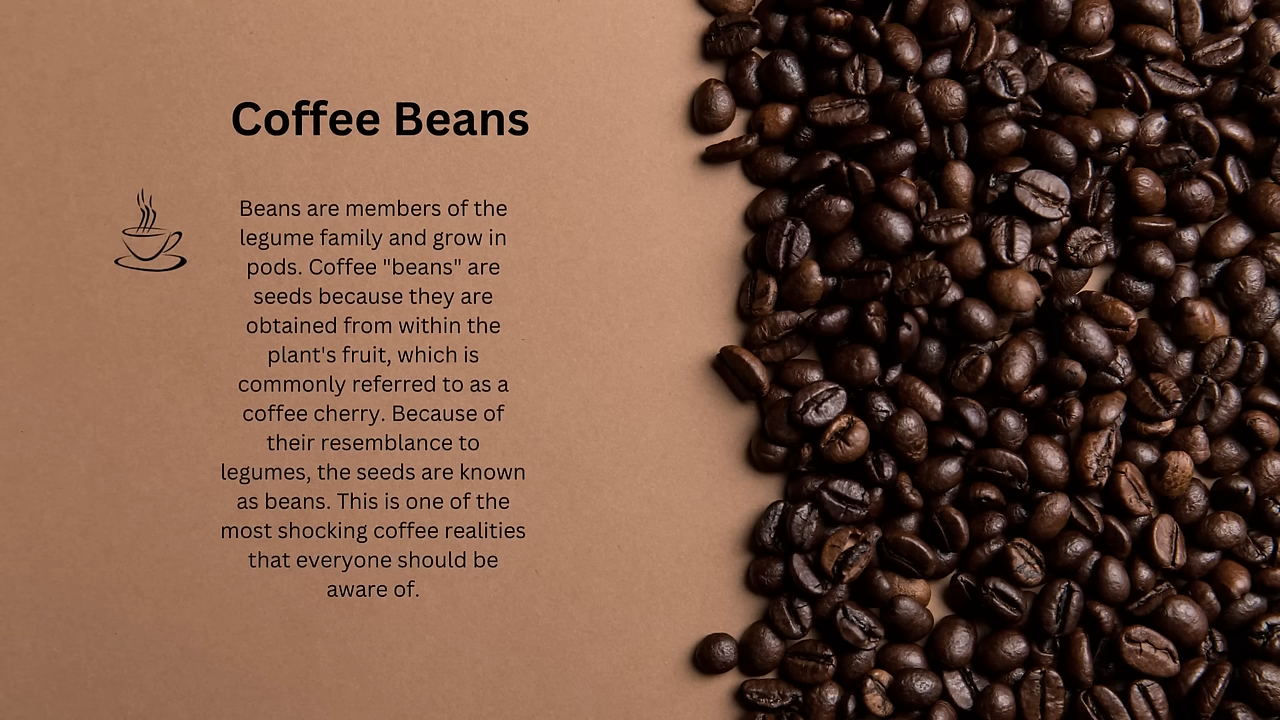 Coffee Beans
Beans are members of the
legume family and grow in
pods. Coffee "beans" are
seeds because they are
obtained from within the
plant's fruit, which is
commonly referred to as a
coffee cherry. Because of
their resemblance to
legumes, the seeds are known
as beans. This is one of the
most shocking coffee realities
that everyone should be
aware of.